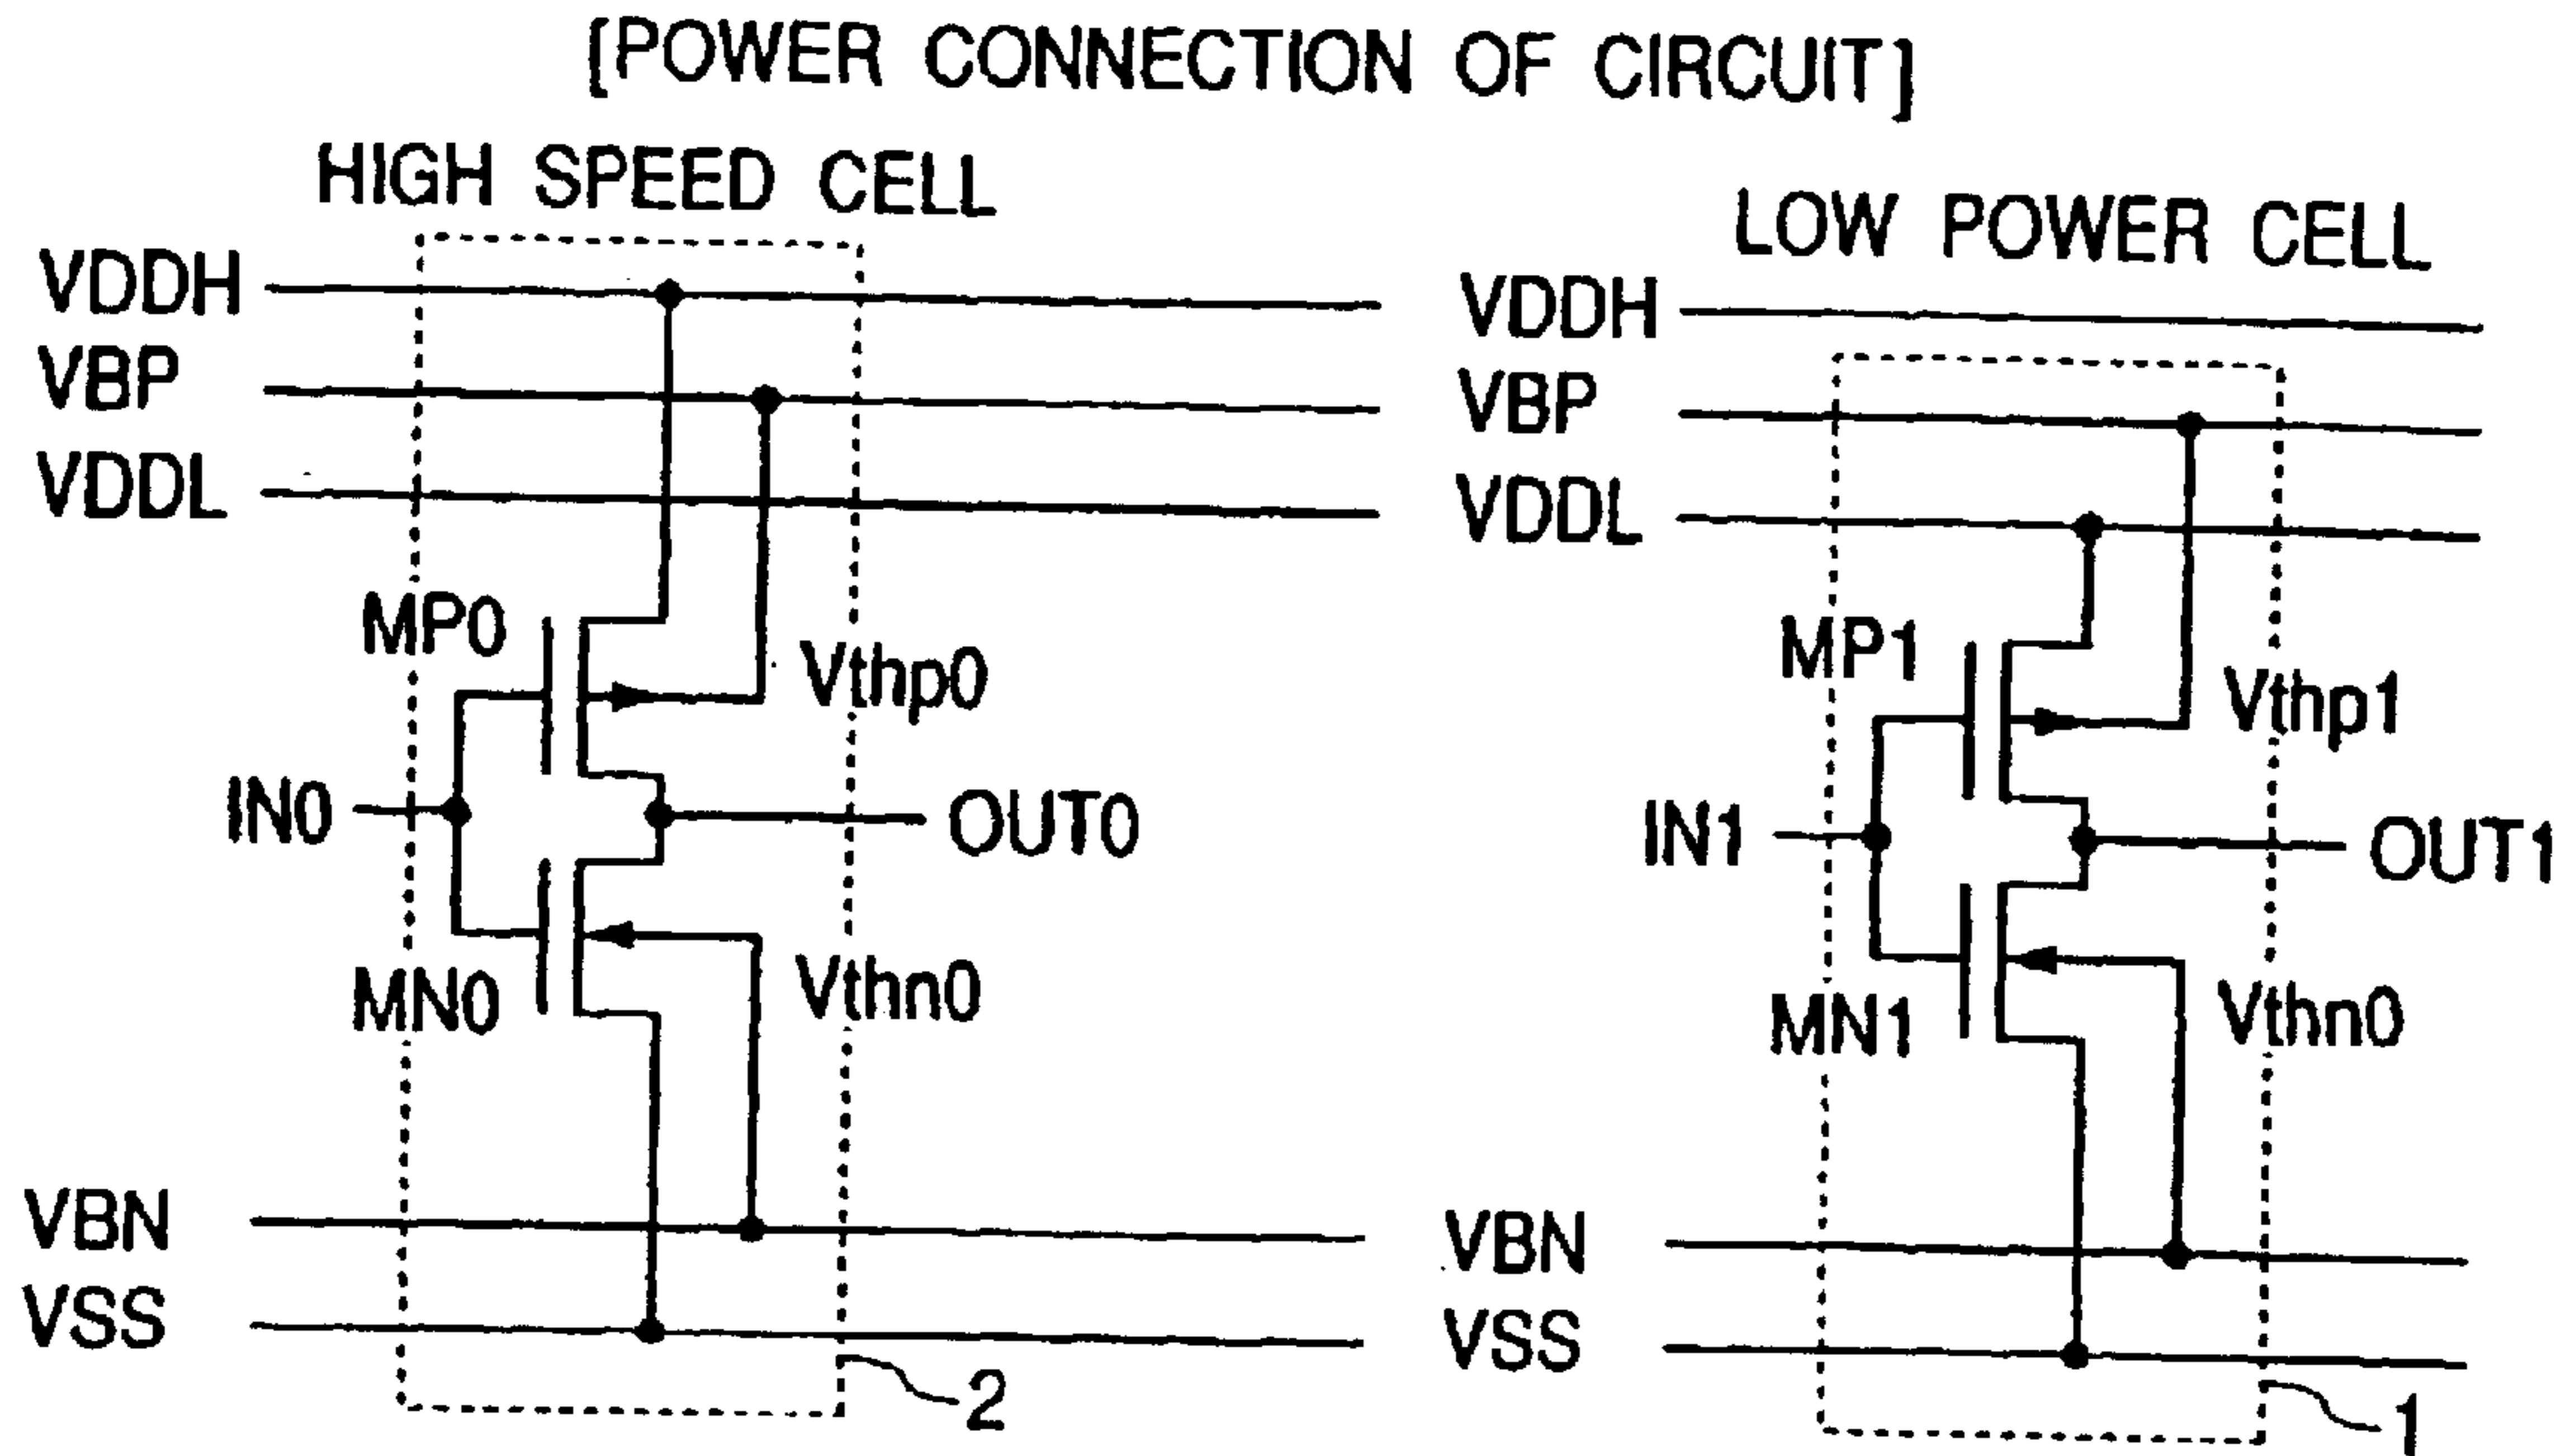 [POWER CONNECTION OF CIRCUIT]
HIGH SPEED CELL
VDDH
VBP
VDDL
MP0
Vthp0
IN0
OUT0
MN0
Vthn0
VBN
VSS
2
LOW POWER CELL
VDDH
VBP
VDDL
MP1
Vthp1
IN1
OUT1
MN1
Vthn0
VBN
VSS
1